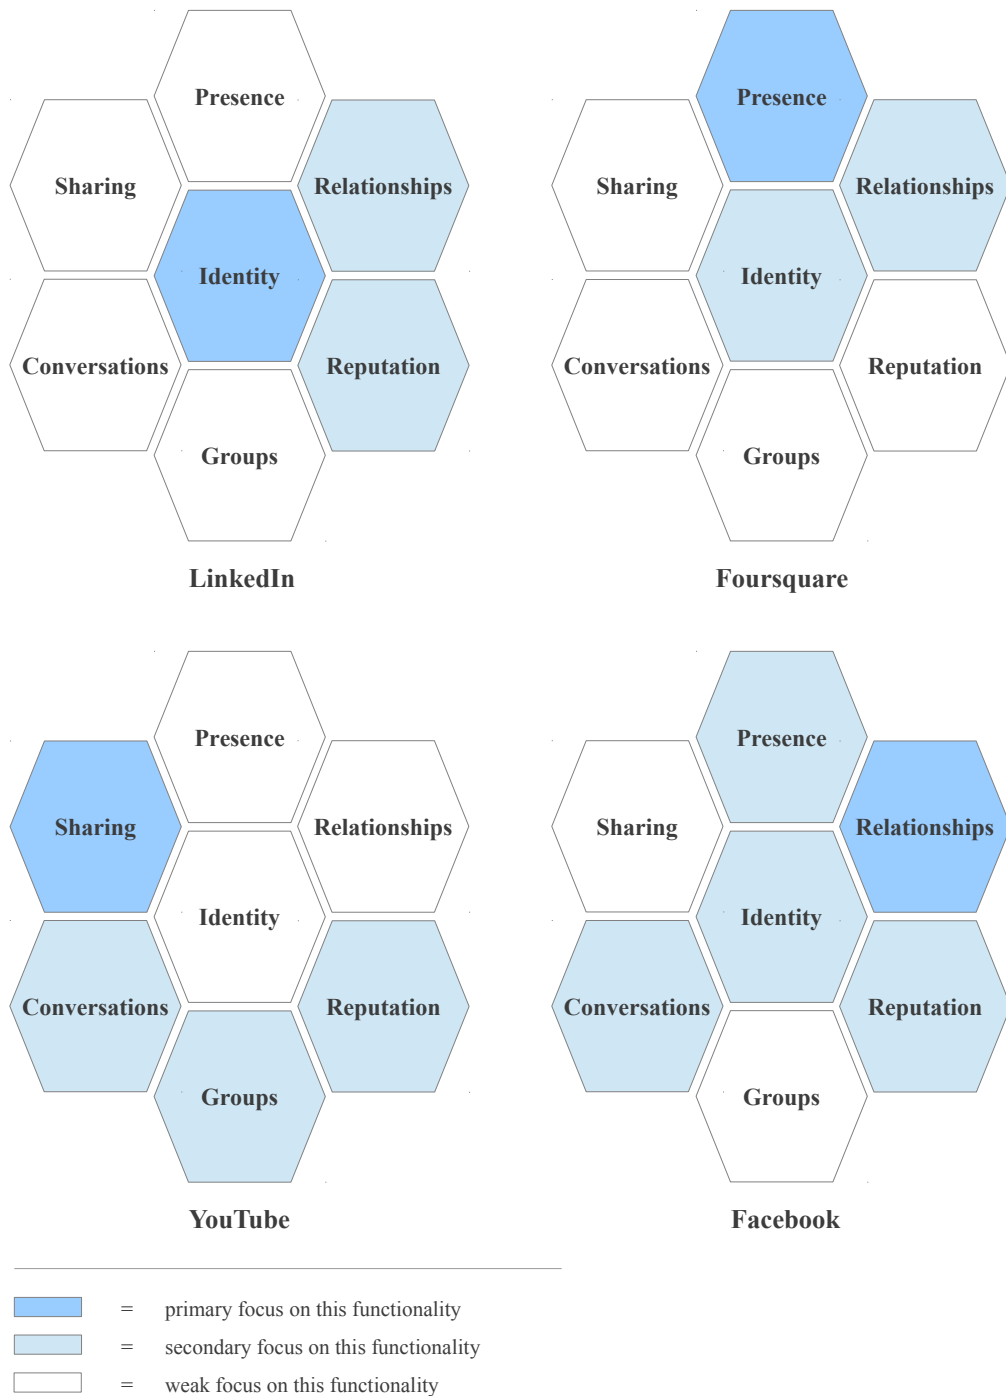 Presence
Sharing
Relationships
Identity
Conversations
Reputation
Groups
LinkedIn
Presence
Sharing
Relationships
Identity
Conversations
Reputation
Groups
Foursquare
Presence
Sharing
Relationships
Identity
Conversations
Reputation
Groups
YouTube
Presence
Sharing
Relationships
Identity
Conversations
Reputation
Groups
Facebook
= primary focus on this functionality
= secondary focus on this functionality
= weak focus on this functionality